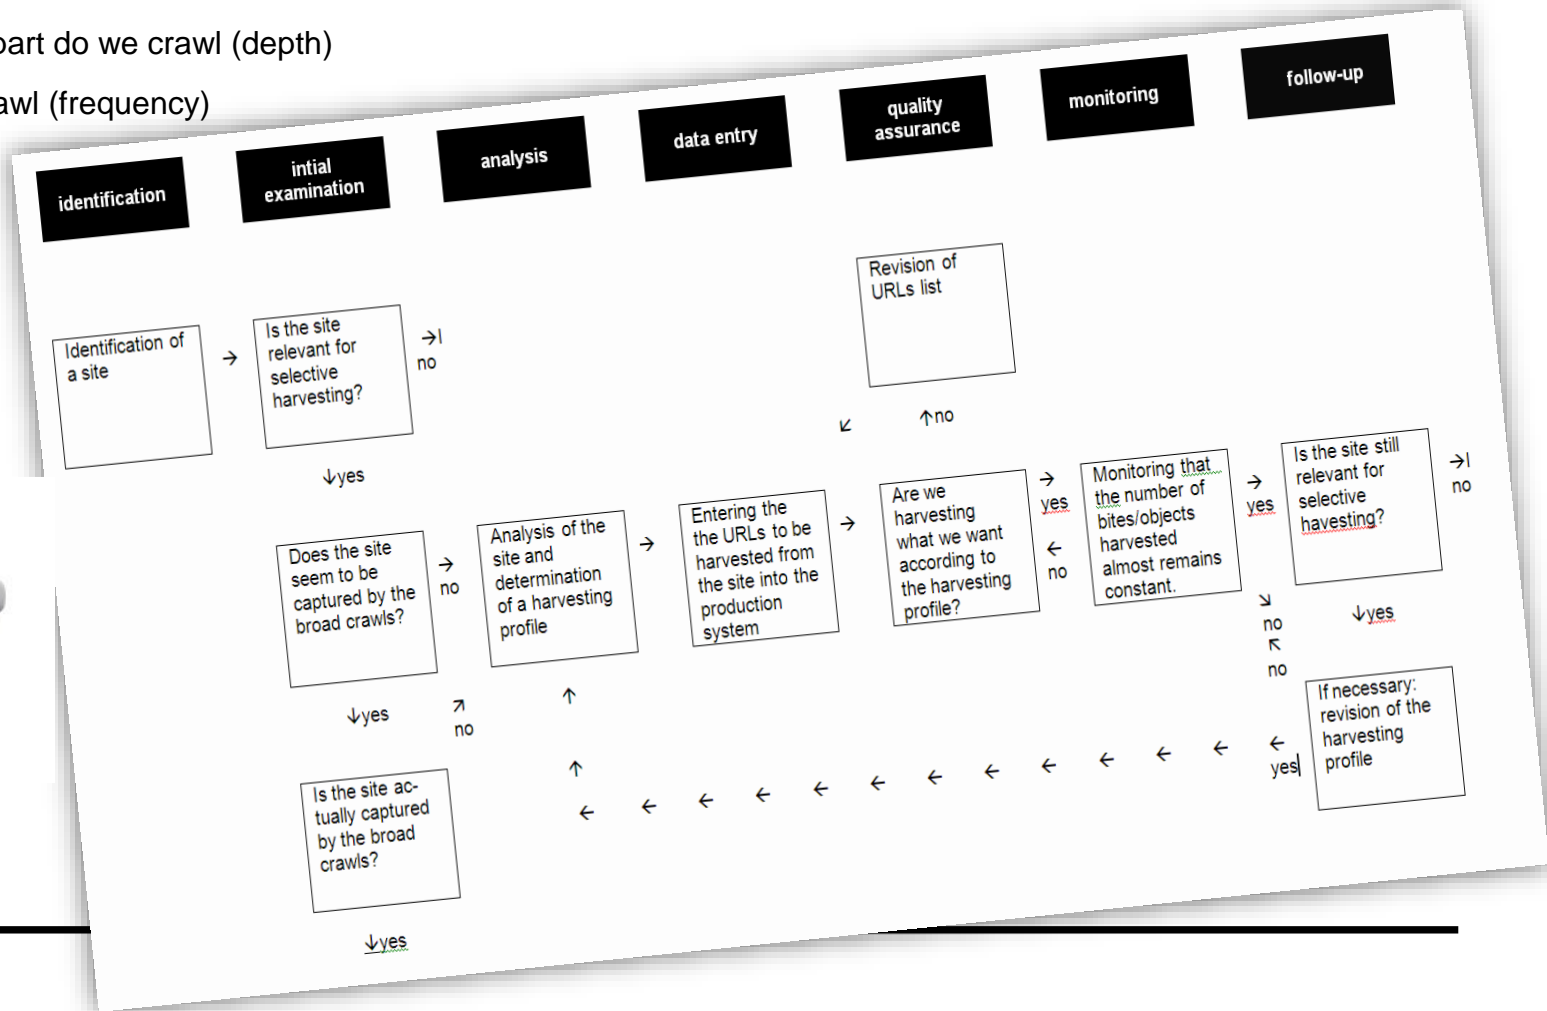 part do we crawl (depth)
awl (frequency)
identification
intial
examination
analysis
data entry
quality
assurance
monitoring
follow-up
Identification of
a site
→
Is the site
relevant for
selective
harvesting?
→|
no
↓yes
Revision of
URLs list
↙
↑no
Does the site
seem to be
captured by the
broad crawls?
→
no
Analysis of the
site and
determination
of a harvesting
profile
→
Entering the
the URLs to be
harvested from
the site into the
production
system
→
Are we
harvesting
what we want
according to
the harvesting
profile?
→
yes
←
no
Monitoring that
the number of
bites/objects
harvested
almost remains
constant.
→
yes
Is the site still
relevant for
selective
havesting?
→|
no
↘
no
↖
no
↓yes
↓yes
↗
no
↑
↑
If necessary:
revision of the
harvesting
profile
← ← ← ← ← ← ← ← ← ← ← ← ←
yes
Is the site ac-
tually captured
by the broad
crawls?
↓yes